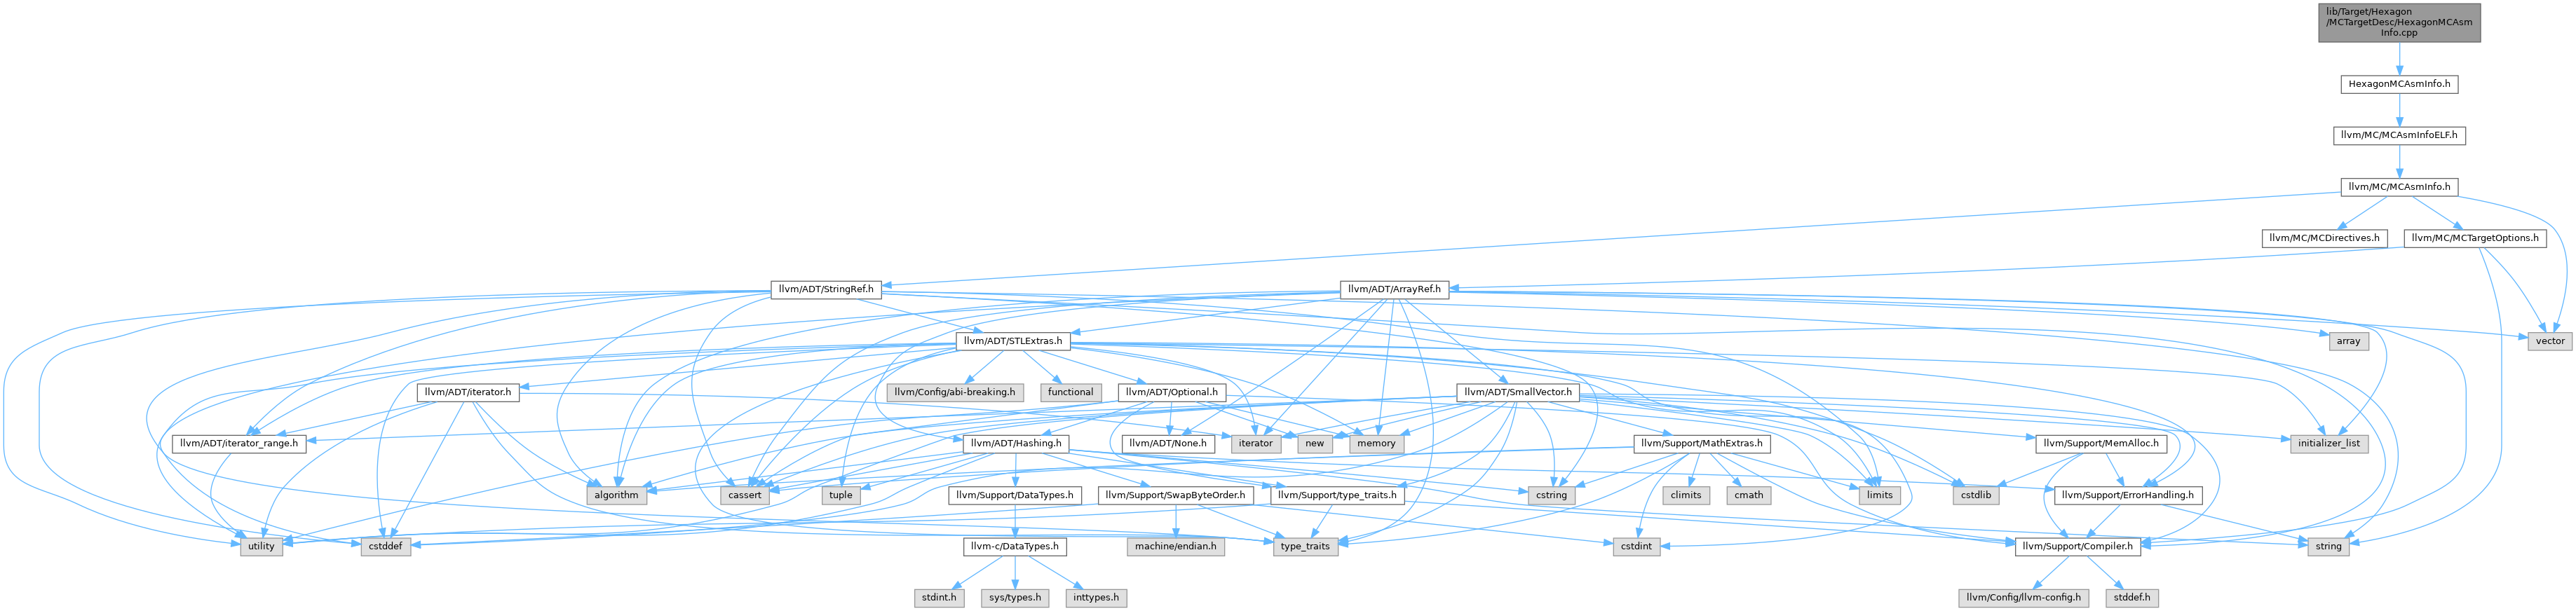 lib/Target/Hexagon
/MCTargetDesc/HexagonMCAsm
Info.cpp
HexagonMCAsmInfo.h
llvm/MC/MCAsmInfoELF.h
llvm/MC/MCAsmInfo.h
llvm/MC/MCDirectives.h
llvm/MC/MCTargetOptions.h
llvm/ADT/StringRef.h
llvm/ADT/ArrayRef.h
llvm/ADT/STLExtras.h
array
vector
llvm/ADT/iterator.h
llvm/Config/abi-breaking.h
functional
llvm/ADT/Optional.h
llvm/ADT/SmallVector.h
llvm/ADT/iterator_range.h
llvm/ADT/Hashing.h
llvm/ADT/None.h
iterator
new
memory
llvm/Support/MathExtras.h
llvm/Support/MemAlloc.h
initializer_list
algorithm
cassert
tuple
llvm/Support/DataTypes.h
llvm/Support/SwapByteOrder.h
llvm/Support/type_traits.h
cstring
climits
cmath
limits
cstdlib
llvm/Support/ErrorHandling.h
utility
cstddef
llvm-c/DataTypes.h
machine/endian.h
type_traits
cstdint
llvm/Support/Compiler.h
string
stdint.h
sys/types.h
inttypes.h
llvm/Config/llvm-config.h
stddef.h